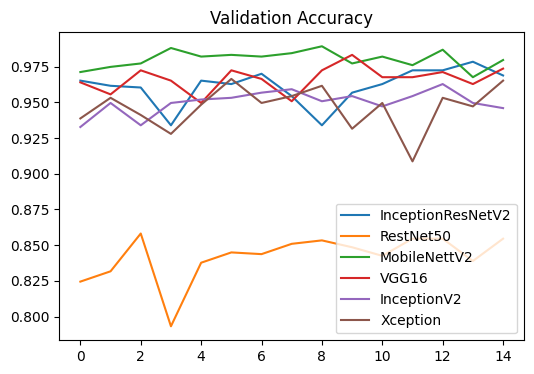 Validation Accuracy
0.975
0.950
0.925
0.900
0.875
0.850
0.825
0.800
InceptionResNetV2
RestNet50
MobileNettV2
VGG16
InceptionV2
Xception
0 2 4 6 8 10 12 14